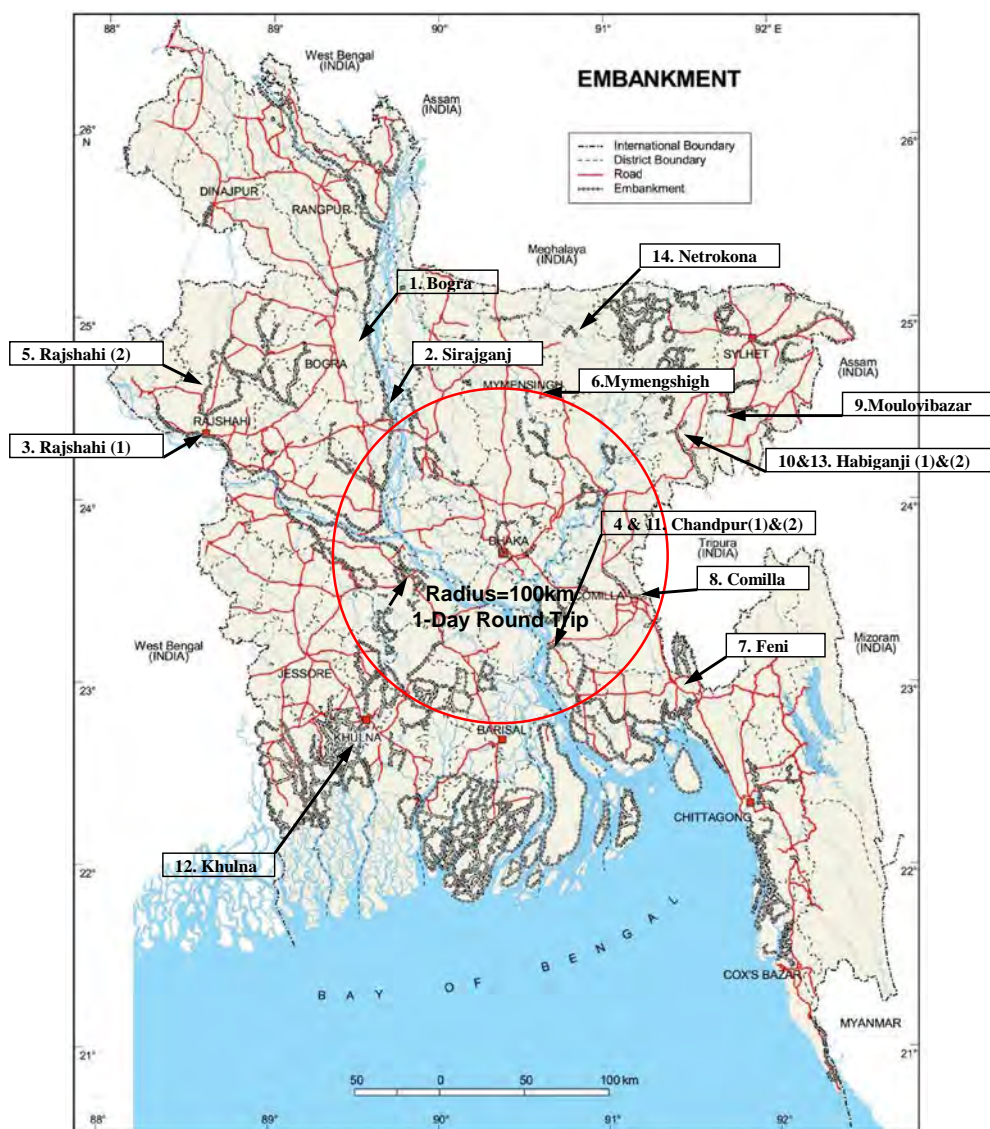 88°
89°
90°
91°
92° E
West Bengal
(INDIA)
EMBANKMENT
Assam
(INDIA)
26°
N
26°
International Boundary
District Boundary
Road
Embankment
DINAJPUR
RANGPUR
Meghalaya
(INDIA)
14. Netrokona
1. Bogra
25°
25°
5. Rajshahi (2)
BOGRA
2. Sirajganj
SYLHET
Assam
(INDIA)
MYMENSINGH
6.Mymengshigh
9.Moulovibazar
RAJSHAHI
3. Rajshahi (1)
10&13. Habiganji (1)&(2)
24°
24°
4 & 11. Chandpur(1)&(2)
DHAKA
Tripura
(INDIA)
8. Comilla
Radius=100km
COMILLA
1-Day Round Trip
West Bengal
(INDIA)
7. Feni
Mizoram
(INDIA)
JESSORE
23°
23°
KHULNA
BARISAL
CHITTAGONG
12. Khulna
22°
22°
BAY OF BENGAL
COX'S BAZAR
MYANMAR
21°
21°
50 0 50 100 km
88°
89°
90°
91°
92°